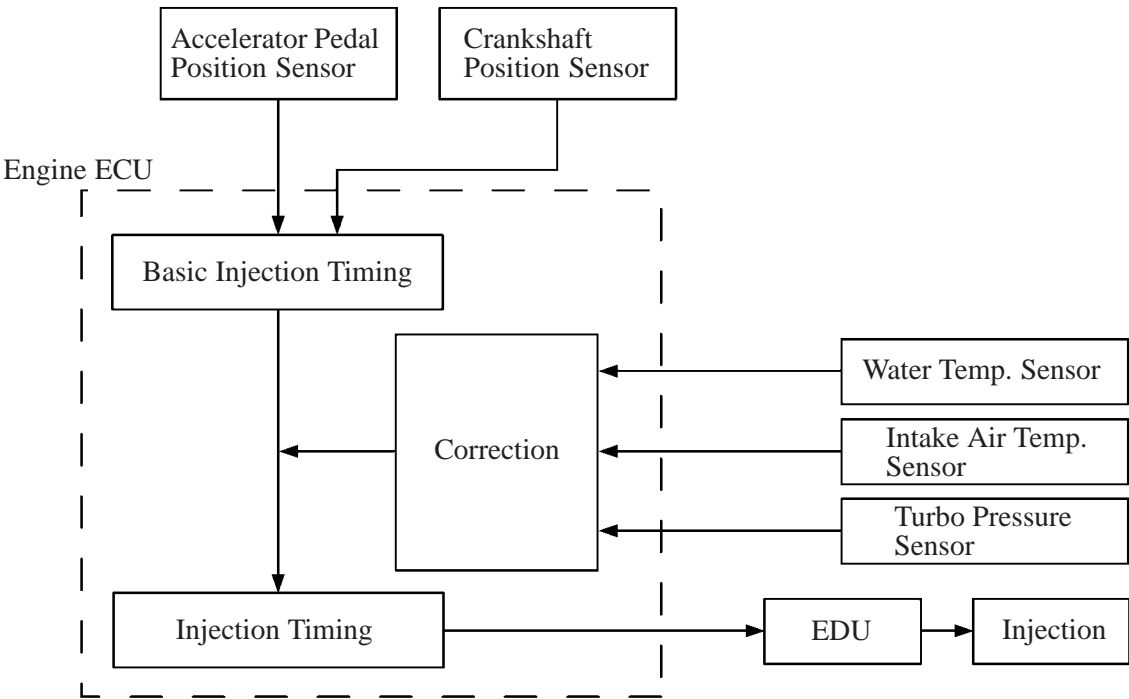 Accelerator Pedal
Position Sensor
Crankshaft
Position Sensor
Engine ECU
Basic Injection Timing
Correction
Water Temp. Sensor
Intake Air Temp.
Sensor
Turbo Pressure
Sensor
Injection Timing
EDU
Injection